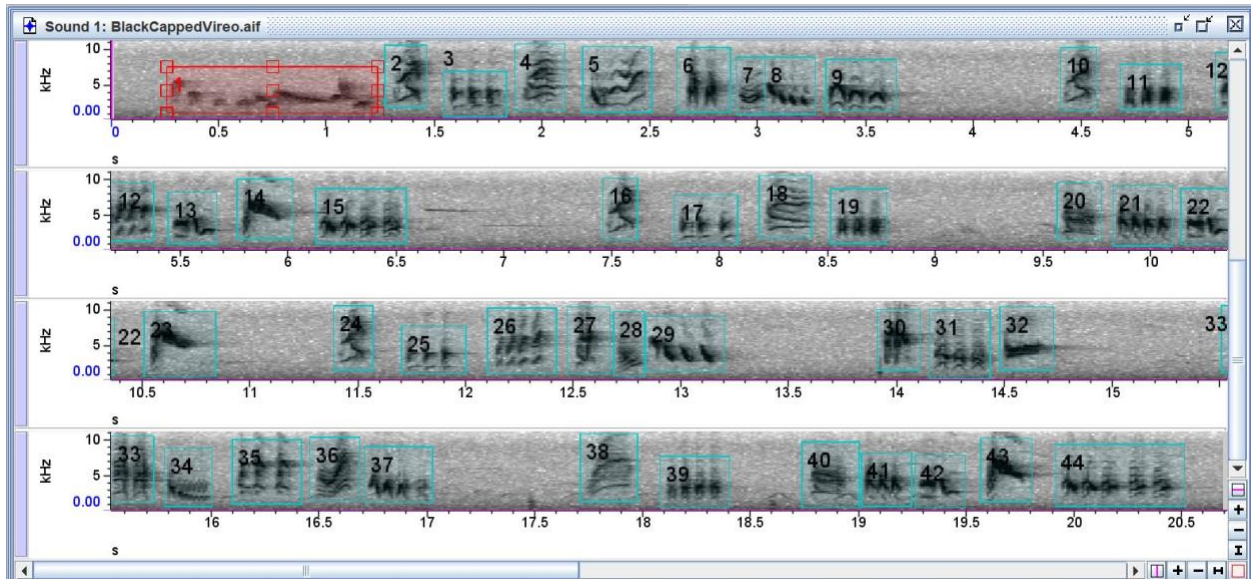 Sound 1: BlackCappedVireo.aif
10
kHz
5
0.00
2 3 4 5 6 7 8 9 10 11 12
0 0.5 1 1.5 2 2.5 3 3.5 4 4.5 5
s
10
kHz
5
0.00
12 13 14 15 16 17 18 19 20 21 22
5.5 6 6.5 7 7.5 8 8.5 9 9.5 10
s
10
kHz
5
0.00
22 23 24 25 26 27 28 29 30 31 32 33
10.5 11 11.5 12 12.5 13 13.5 14 14.5 15
s
10
kHz
5
0.00
33 34 35 36 37 38 39 40 41 42 43 44
16 16.5 17 17.5 18 18.5 19 19.5 20 20.5
s